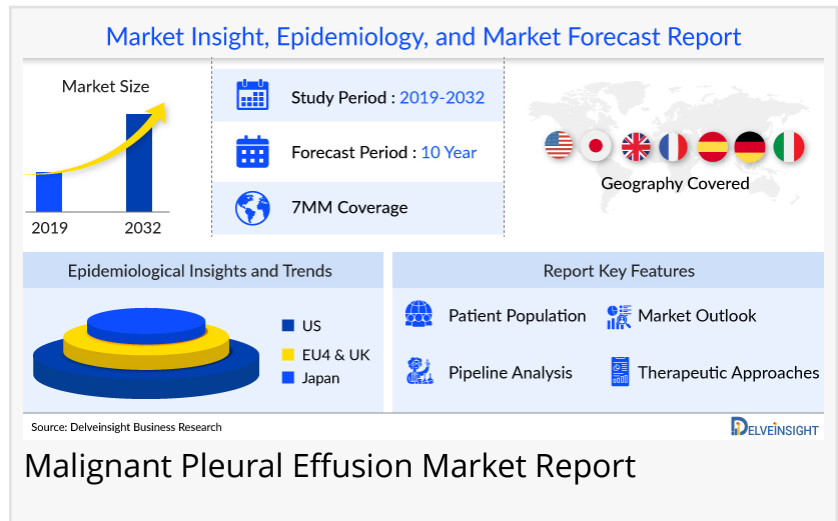 Market Insight, Epidemiology, and Market Forecast Report
Market Size
2019
2032
Study Period : 2019-2032
Forecast Period : 10 Year
7MM Coverage
Geography Covered
Epidemiological Insights and Trends
US
EU4 & UK
Japan
Report Key Features
Patient Population
Market Outlook
Pipeline Analysis
Therapeutic Approaches
Source: Delveinsight Business Research
DELVEINSIGHT
Malignant Pleural Effusion Market Report